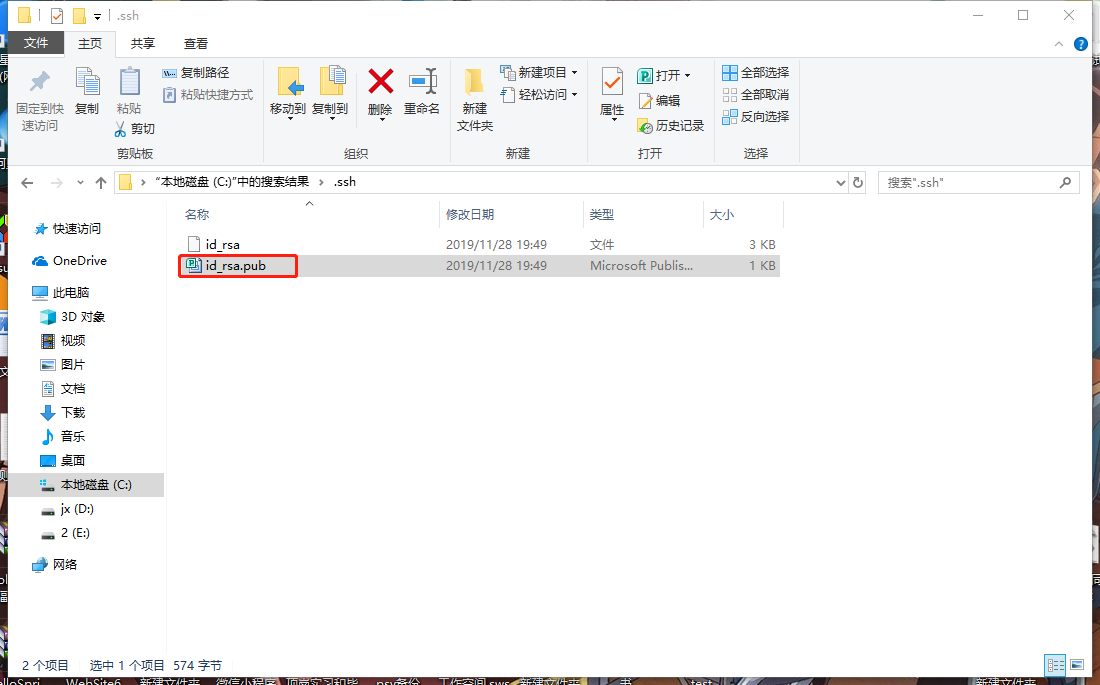 .ssh
文件 主页 共享 查看
固定到快速访问
复制
粘贴
复制路径
粘贴快捷方式
剪切
剪贴板
移动到
复制到
删除
重命名
组织
新建文件夹
新建项目
轻松访问
新建
属性
打开
编辑
历史记录
打开
全部选择
全部取消
反向选择
选择
"本地磁盘 (C:)"中的搜索结果 › .ssh
搜索".ssh"
名称 修改日期 类型 大小
id_rsa 2019/11/28 19:49 文件 3 KB
id_rsa.pub 2019/11/28 19:49 Microsoft Publis... 1 KB
快速访问
OneDrive
此电脑
3D 对象
视频
图片
文档
下载
音乐
桌面
本地磁盘 (C:)
jx (D:)
2 (E:)
网络
2 个项目 选中 1 个项目 574 字节